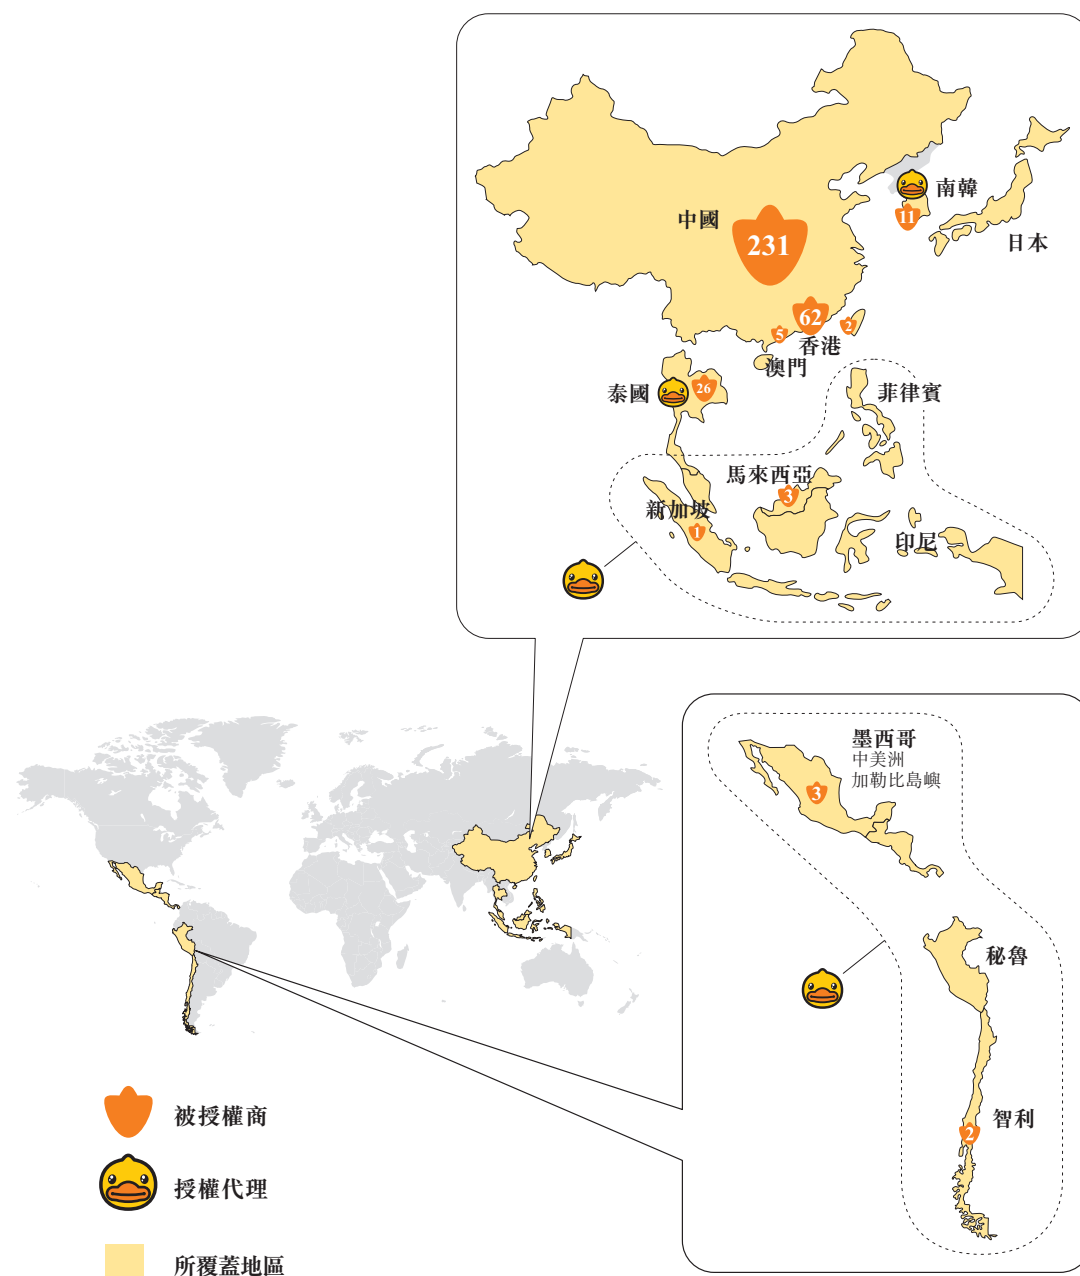 南韓
11
日本
中國
231
62
5
2
香港
澳門
泰國
26
菲律賓
馬來西亞
3
新加坡
1
印尼
墨西哥
中美洲
加勒比島嶼
3
秘魯
智利
2
被授權商
授權代理
所覆蓋地區